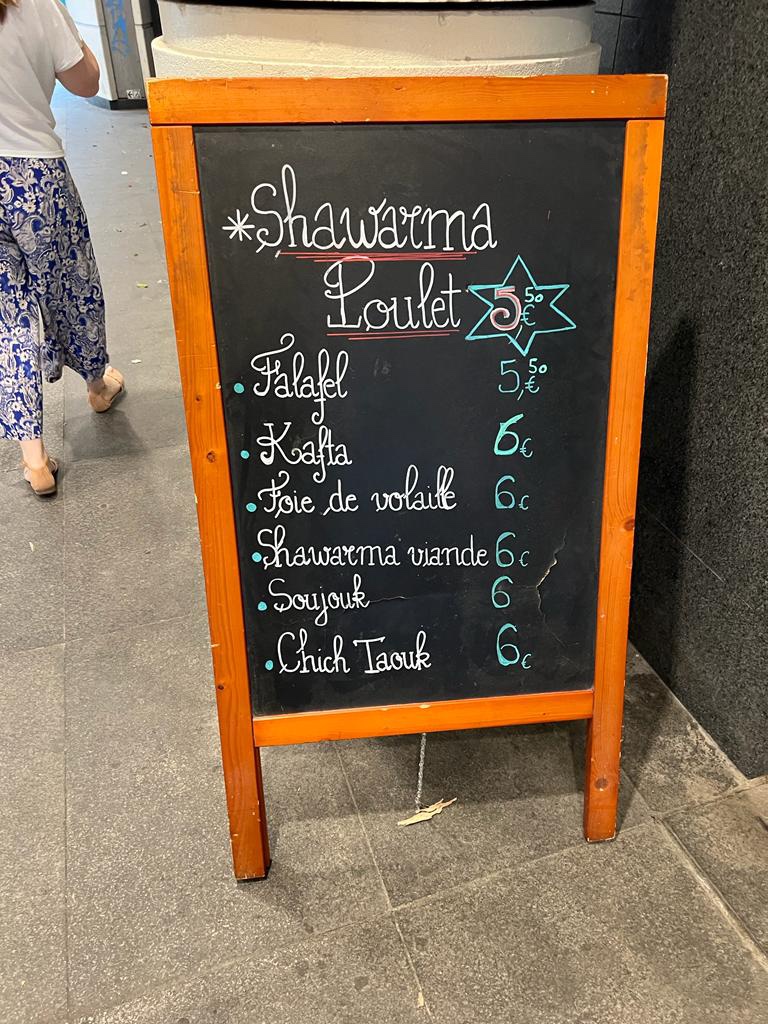 *Shawarma
Poulet 5,50€
• Falafel 5,50€
• Kafta 6€
• Foie de volaille 6€
• Shawarma viande 6€
• Soujouk 6
• Chich Taouk 6€